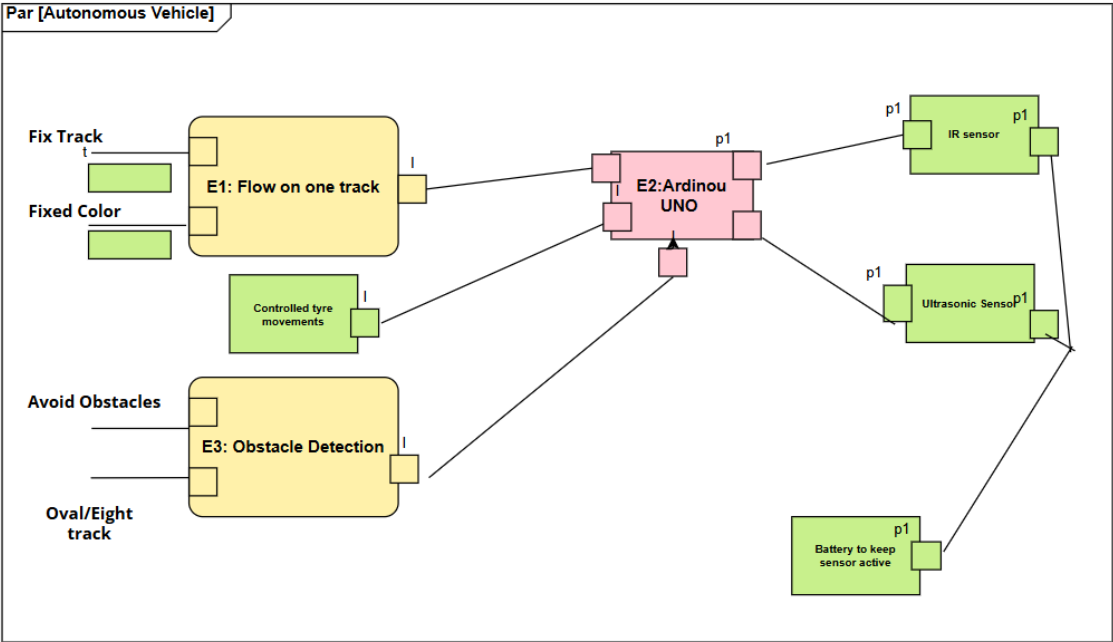 Par [Autonomous Vehicle]
Fix Track
t
Fixed Color
E1: Flow on one track
I
Controlled tyre
movements
I
Avoid Obstacles
E3: Obstacle Detection
I
Oval/Eight
track
p1
I
E2:Ardinou
UNO
I
p1
IR sensor
p1
p1
Ultrasonic Sensor
p1
p1
Battery to keep
sensor active